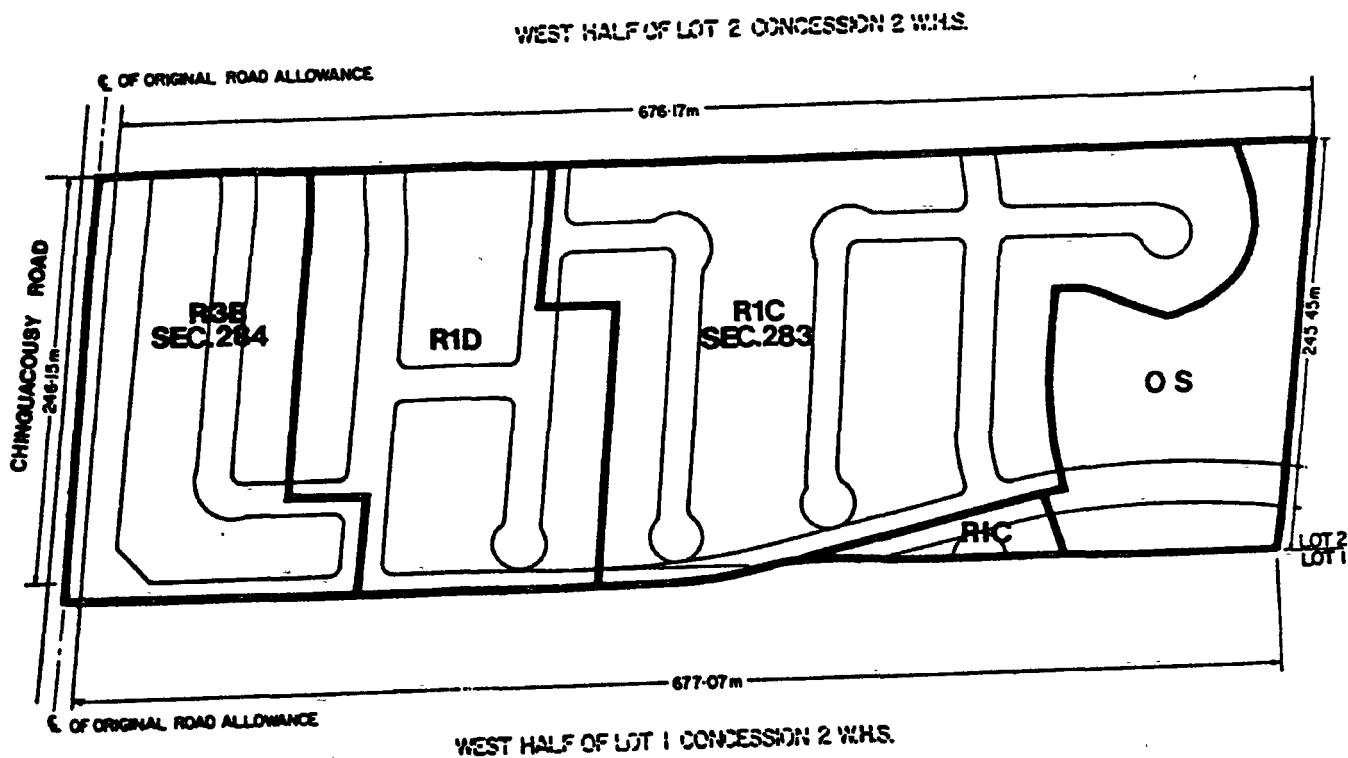 WEST HALF OF LOT 2 CONCESSION 2 W.H.S.
℄ OF ORIGINAL ROAD ALLOWANCE
676·17m
CHINGUACOUSY ROAD
246·15m
R3B
SEC.284
R1D
R1C
SEC.283
O S
245·45m
R1C
LOT 2
LOT 1
677·07m
℄ OF ORIGINAL ROAD ALLOWANCE
WEST HALF OF LOT 1 CONCESSION 2 W.H.S.